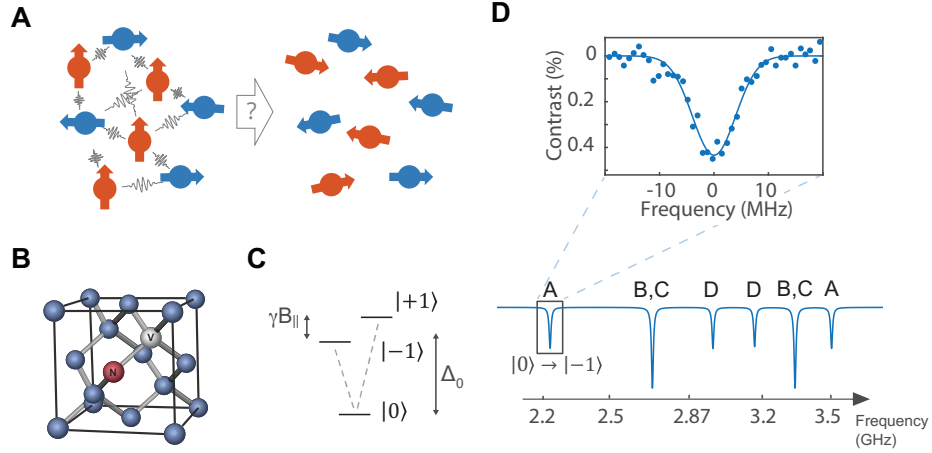 A
?
B
V
N
C
γB||
|+1⟩
|−1⟩
Δ0
|0⟩
D
Contrast (%)
0
0.2
0.4
-10
0
10
Frequency (MHz)
A
B,C
D
D
B,C
A
|0⟩ → |−1⟩
2.2
2.5
2.87
3.2
3.5
Frequency
(GHz)